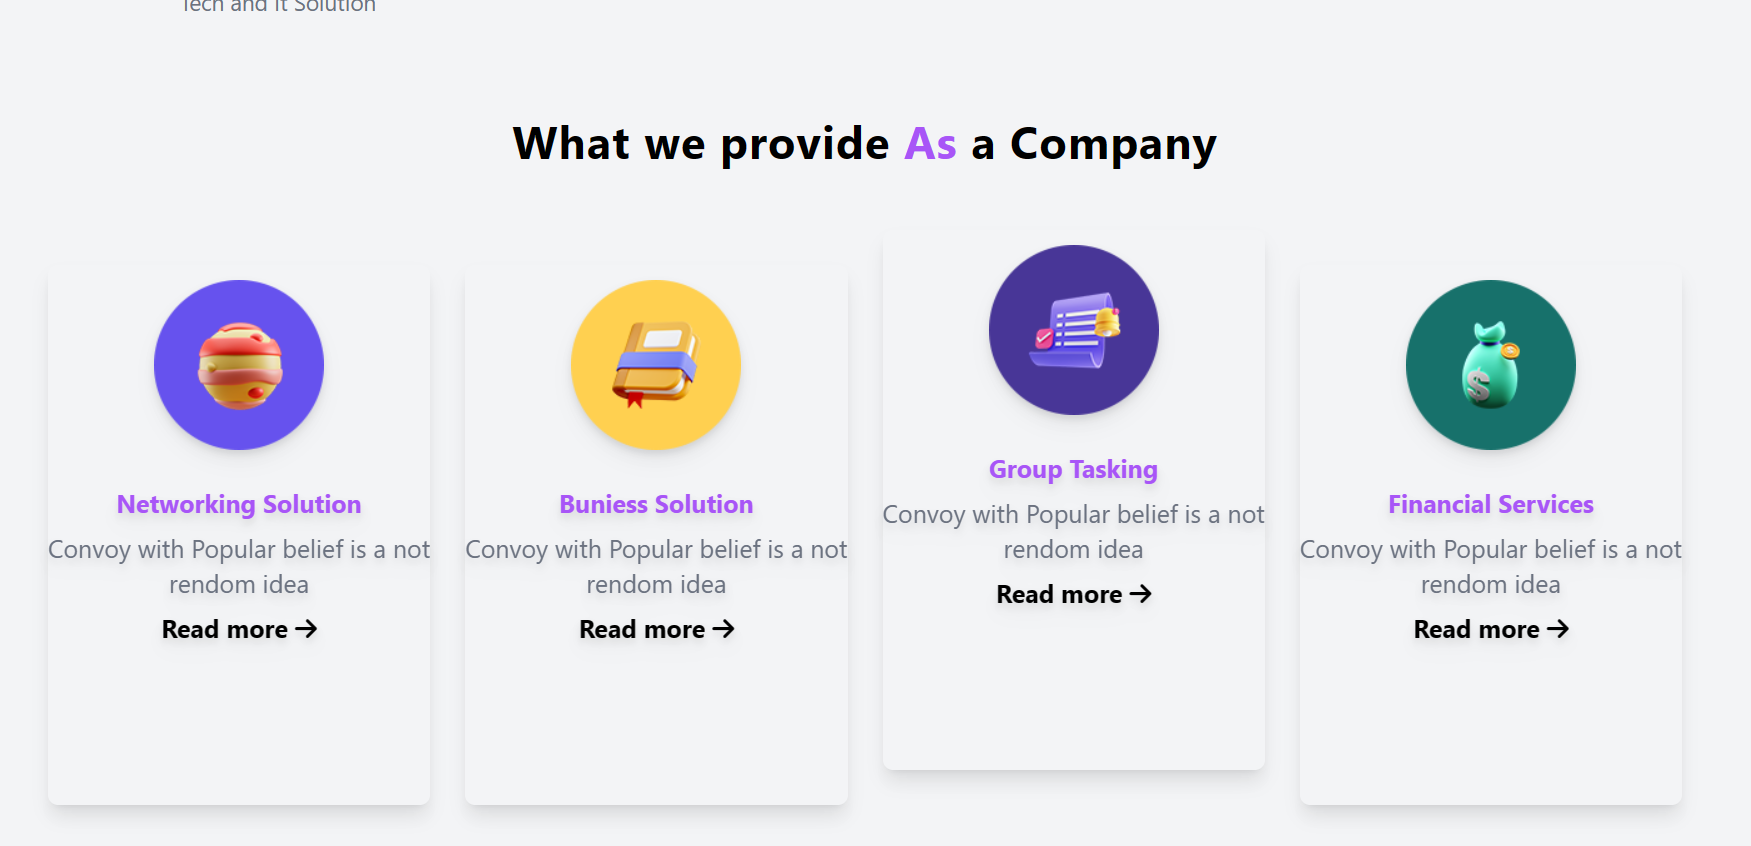 Tech and It Solution
What we provide As a Company
Networking Solution
Convoy with Popular belief is a not
rendom idea
Read more →
Buniess Solution
Convoy with Popular belief is a not
rendom idea
Read more →
Group Tasking
Convoy with Popular belief is a not
rendom idea
Read more →
Financial Services
Convoy with Popular belief is a not
rendom idea
Read more →